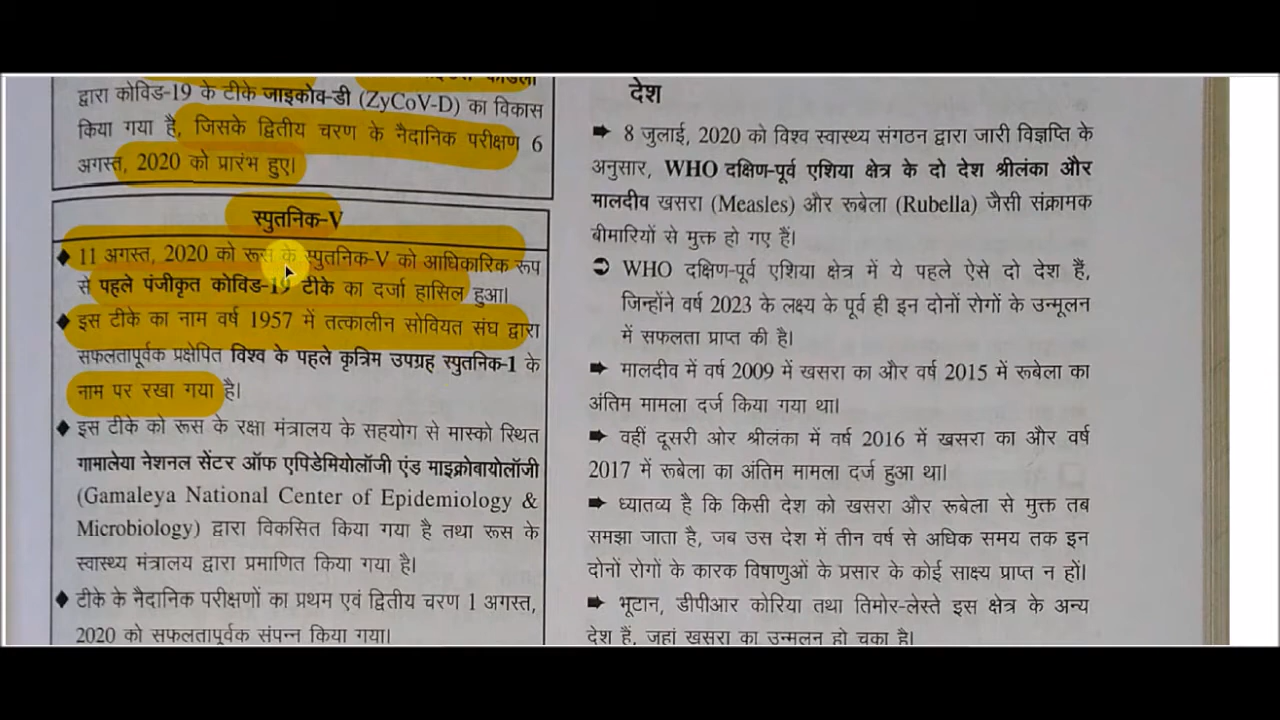 द्वारा कोविड-19 के टीके जाइकोव-डी (ZyCoV-D) का विकास
किया गया है, जिसके द्वितीय चरण के नैदानिक परीक्षण 6
अगस्त, 2020 को प्रारंभ हुए।
स्पुतनिक-V
♦ 11 अगस्त, 2020 को रूस के स्पुतनिक-V को आधिकारिक रूप
से पहले पंजीकृत कोविड-19 टीके का दर्जा हासिल हुआ।
♦ इस टीके का नाम वर्ष 1957 में तत्कालीन सोवियत संघ द्वारा
सफलतापूर्वक प्रक्षेपित विश्व के पहले कृत्रिम उपग्रह स्पुतनिक-1 के
नाम पर रखा गया है।
♦ इस टीके को रूस के रक्षा मंत्रालय के सहयोग से मास्को स्थित
गामालेया नेशनल सेंटर ऑफ एपिडेमियोलॉजी एंड माइक्रोबायोलॉजी
(Gamaleya National Center of Epidemiology &
Microbiology) द्वारा विकसित किया गया है तथा रूस के
स्वास्थ्य मंत्रालय द्वारा प्रमाणित किया गया है।
♦ टीके के नैदानिक परीक्षणों का प्रथम एवं द्वितीय चरण 1 अगस्त,
2020 को सफलतापूर्वक संपन्न किया गया।
देश
➡ 8 जुलाई, 2020 को विश्व स्वास्थ्य संगठन द्वारा जारी विज्ञप्ति के
अनुसार, WHO दक्षिण-पूर्व एशिया क्षेत्र के दो देश श्रीलंका और
मालदीव खसरा (Measles) और रूबेला (Rubella) जैसी संक्रामक
बीमारियों से मुक्त हो गए हैं।
➲ WHO दक्षिण-पूर्व एशिया क्षेत्र में ये पहले ऐसे दो देश हैं,
जिन्होंने वर्ष 2023 के लक्ष्य के पूर्व ही इन दोनों रोगों के उन्मूलन
में सफलता प्राप्त की है।
➡ मालदीव में वर्ष 2009 में खसरा का और वर्ष 2015 में रूबेला का
अंतिम मामला दर्ज किया गया था।
➡ वहीं दूसरी ओर श्रीलंका में वर्ष 2016 में खसरा का और वर्ष
2017 में रूबेला का अंतिम मामला दर्ज हुआ था।
➡ ध्यातव्य है कि किसी देश को खसरा और रूबेला से मुक्त तब
समझा जाता है, जब उस देश में तीन वर्ष से अधिक समय तक इन
दोनों रोगों के कारक विषाणुओं के प्रसार के कोई साक्ष्य प्राप्त न हों।
➡ भूटान, डीपीआर कोरिया तथा तिमोर-लेस्ते इस क्षेत्र के अन्य
देश हैं, जहां खसरा का उन्मूलन हो चुका है।